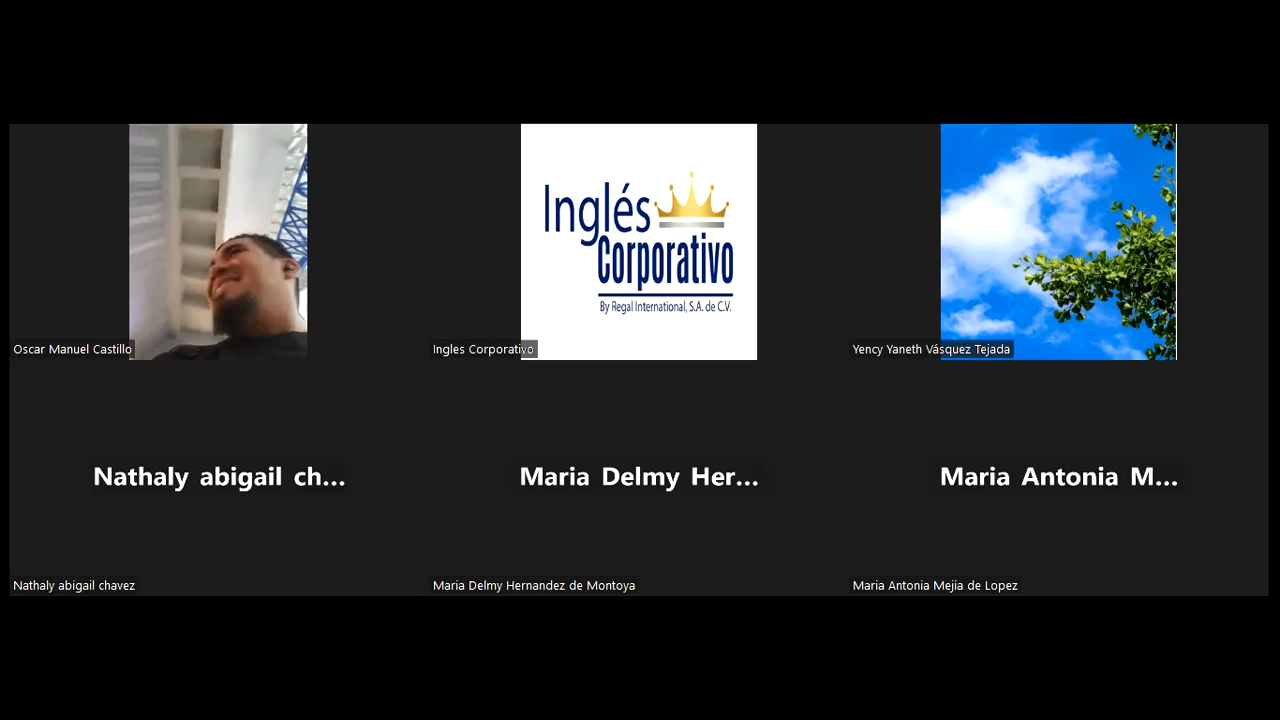 Inglés
Corporativo
By Regal International, S.A. de C.V.
Oscar Manuel Castillo
Ingles Corporativo
Yency Yaneth Vásquez Tejada
Nathaly abigail ch...
Maria Delmy Her...
Maria Antonia M...
Nathaly abigail chavez
Maria Delmy Hernandez de Montoya
Maria Antonia Mejia de Lopez